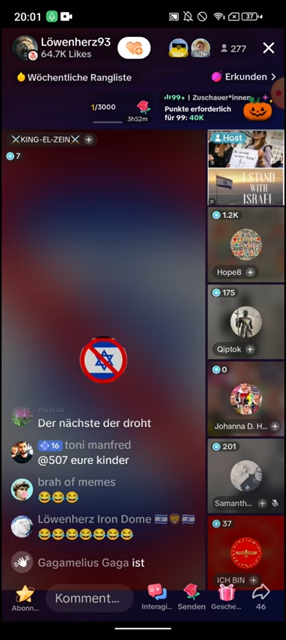 20:01
37
Löwenherz93
64.7K Likes
277
Wöchentliche Rangliste
Erkunden >
1/3000
3h52m
99+ | Zuschauer*innen
Punkte erforderlich
für 99: 40K
⚔KING-EL-ZEIN⚔ +
7
Host
I STAND
WITH
ISRAEL
1.2K
Hope8 +
175
Qiptok +
0
Johanna D. H... +
201
Samanth... +
37
ICH BIN +
Der nächste der droht
16 toni manfred
@507 eure kinder
brah of memes
😂😂😂
Löwenherz Iron Dome 🇮🇱🦁🇮🇱
😂😂😂😂😂😂😂
Gagamelius Gaga ist
Abonn...
Komment...
Interagi...
Senden
Gesche...
46